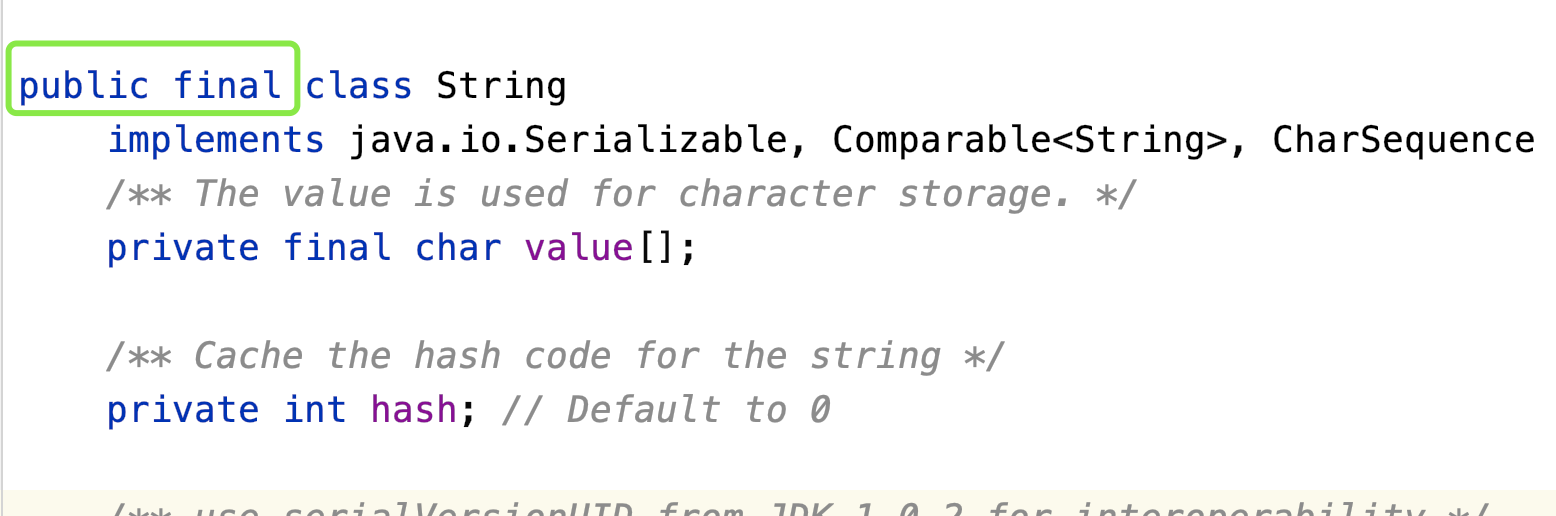 public final class String
implements java.io.Serializable, Comparable<String>, CharSequence
/** The value is used for character storage. */
private final char value[];
/** Cache the hash code for the string */
private int hash; // Default to 0
/** use serialVersionUID from JDK 1.0.2 for interoperability */